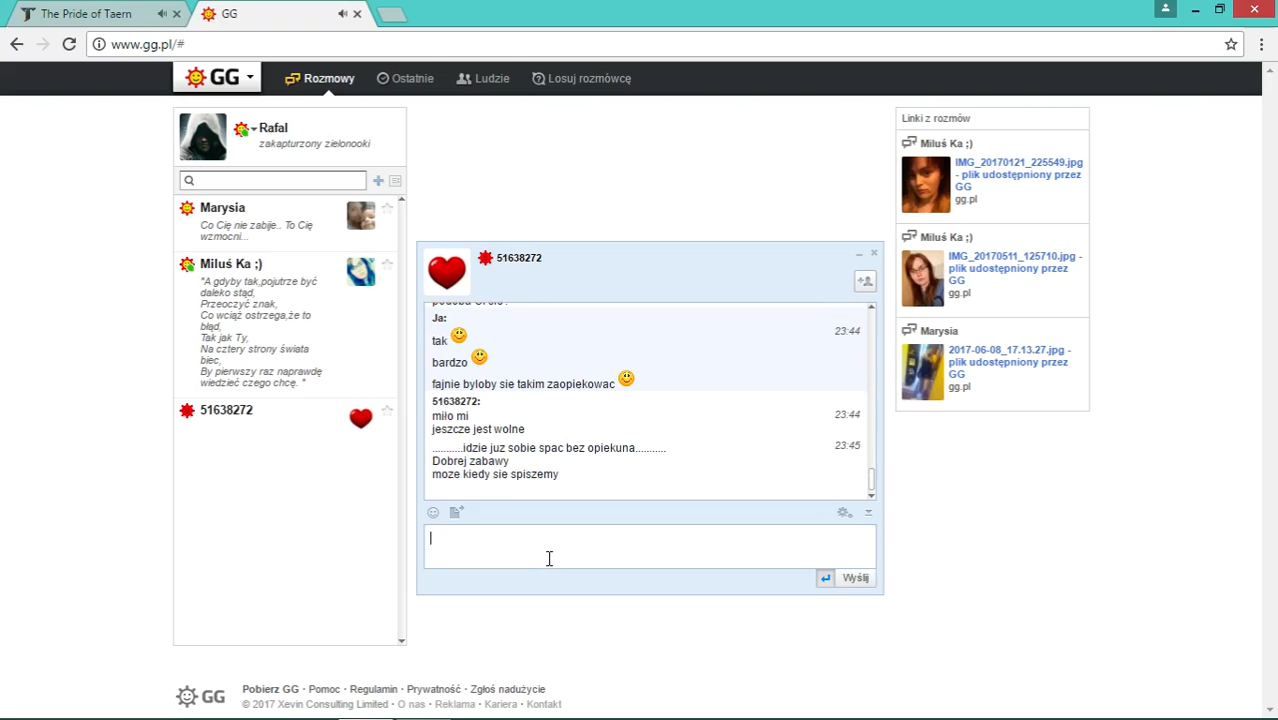 The Pride of Taern
GG
www.gg.pl/#
GG
Rozmowy
Ostatnie
Ludzie
Losuj rozmówcę
Rafał
zakapturzony zielonooki
Marysia
Co Cię nie zabije.. To Cię
wzmocni...
Miluś Ka ;)
"A gdyby tak,pojutrze być
daleko stąd,
Przeoczyć znak,
Co wciąż ostrzega,że to
błąd,
Tak jak Ty,
Na cztery strony świata
biec,
By pierwszy raz naprawdę
wiedzieć czego chcę. "
51638272
51638272
Ja:
tak
23:44
bardzo
fajnie byloby sie takim zaopiekowac
51638272:
miło mi
23:44
jeszcze jest wolne
...........idzie juz sobie spac bez opiekuna...........
23:45
Dobrej zabawy
moze kiedy sie spiszemy
Wyślij
Linki z rozmów
Miluś Ka ;)
IMG_20170121_225549.jpg
- plik udostępniony przez
GG
gg.pl
Miluś Ka ;)
IMG_20170511_125710.jpg -
plik udostępniony przez
GG
gg.pl
Marysia
2017-06-08_17.13.27.jpg -
plik udostępniony przez
GG
gg.pl
GG
Pobierz GG · Pomoc · Regulamin · Prywatność · Zgłoś nadużycie
© 2017 Xevin Consulting Limited · O nas · Reklama · Kariera · Kontakt